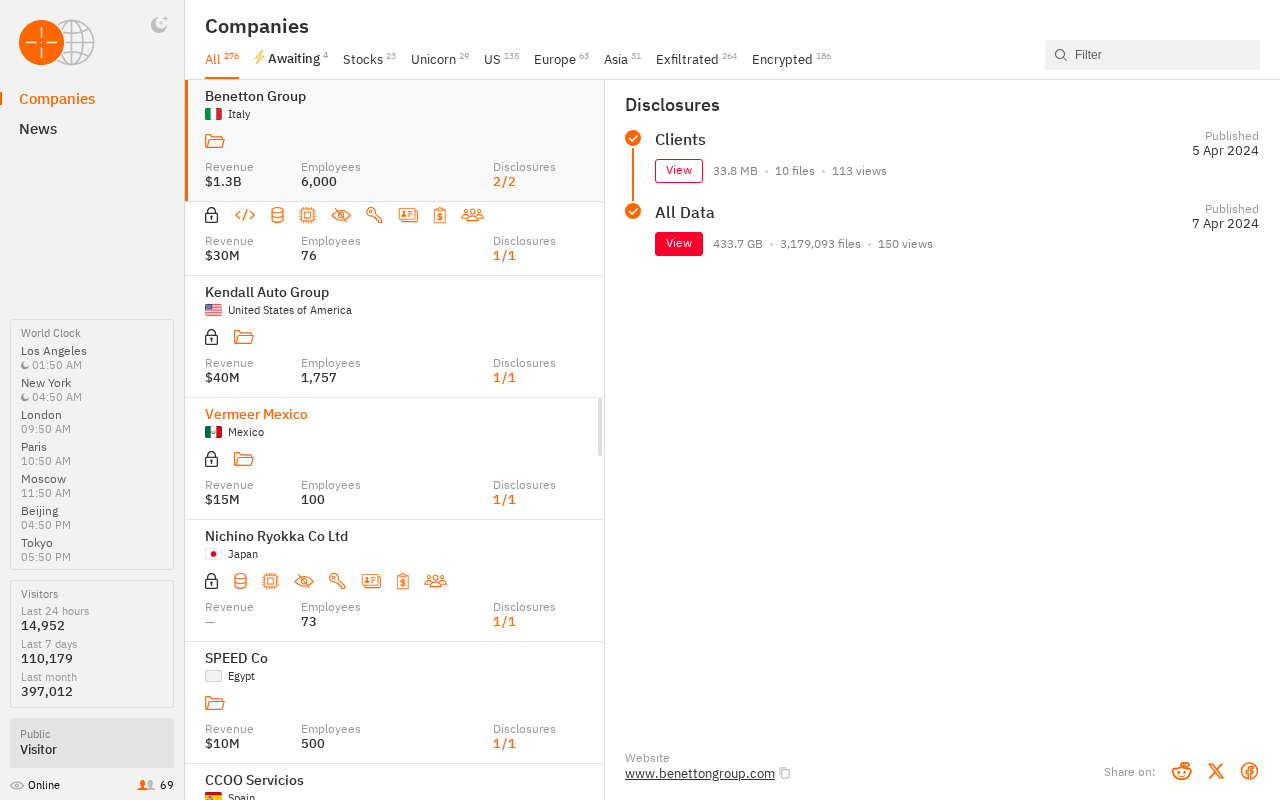 Companies
News
World Clock
Los Angeles
01:50 AM
New York
04:50 AM
London
09:50 AM
Paris
10:50 AM
Moscow
11:50 AM
Beijing
04:50 PM
Tokyo
05:50 PM
Visitors
Last 24 hours
14,952
Last 7 days
110,179
Last month
397,012
Public
Visitor
Online 69
Companies
All 276 Awaiting 4 Stocks 23 Unicorn 29 US 135 Europe 63 Asia 31 Exfiltrated 264 Encrypted 186
Filter
Benetton Group
Italy
Revenue Employees Disclosures
$1.3B 6,000 2/2
Revenue Employees Disclosures
$30M 76 1/1
Kendall Auto Group
United States of America
Revenue Employees Disclosures
$40M 1,757 1/1
Vermeer Mexico
Mexico
Revenue Employees Disclosures
$15M 100 1/1
Nichino Ryokka Co Ltd
Japan
Revenue Employees Disclosures
— 73 1/1
SPEED Co
Egypt
Revenue Employees Disclosures
$10M 500 1/1
CCOO Servicios
Spain
Disclosures
Clients
Published
5 Apr 2024
View 33.8 MB • 10 files • 113 views
All Data
Published
7 Apr 2024
View 433.7 GB • 3,179,093 files • 150 views
Website
www.benettongroup.com
Share on: